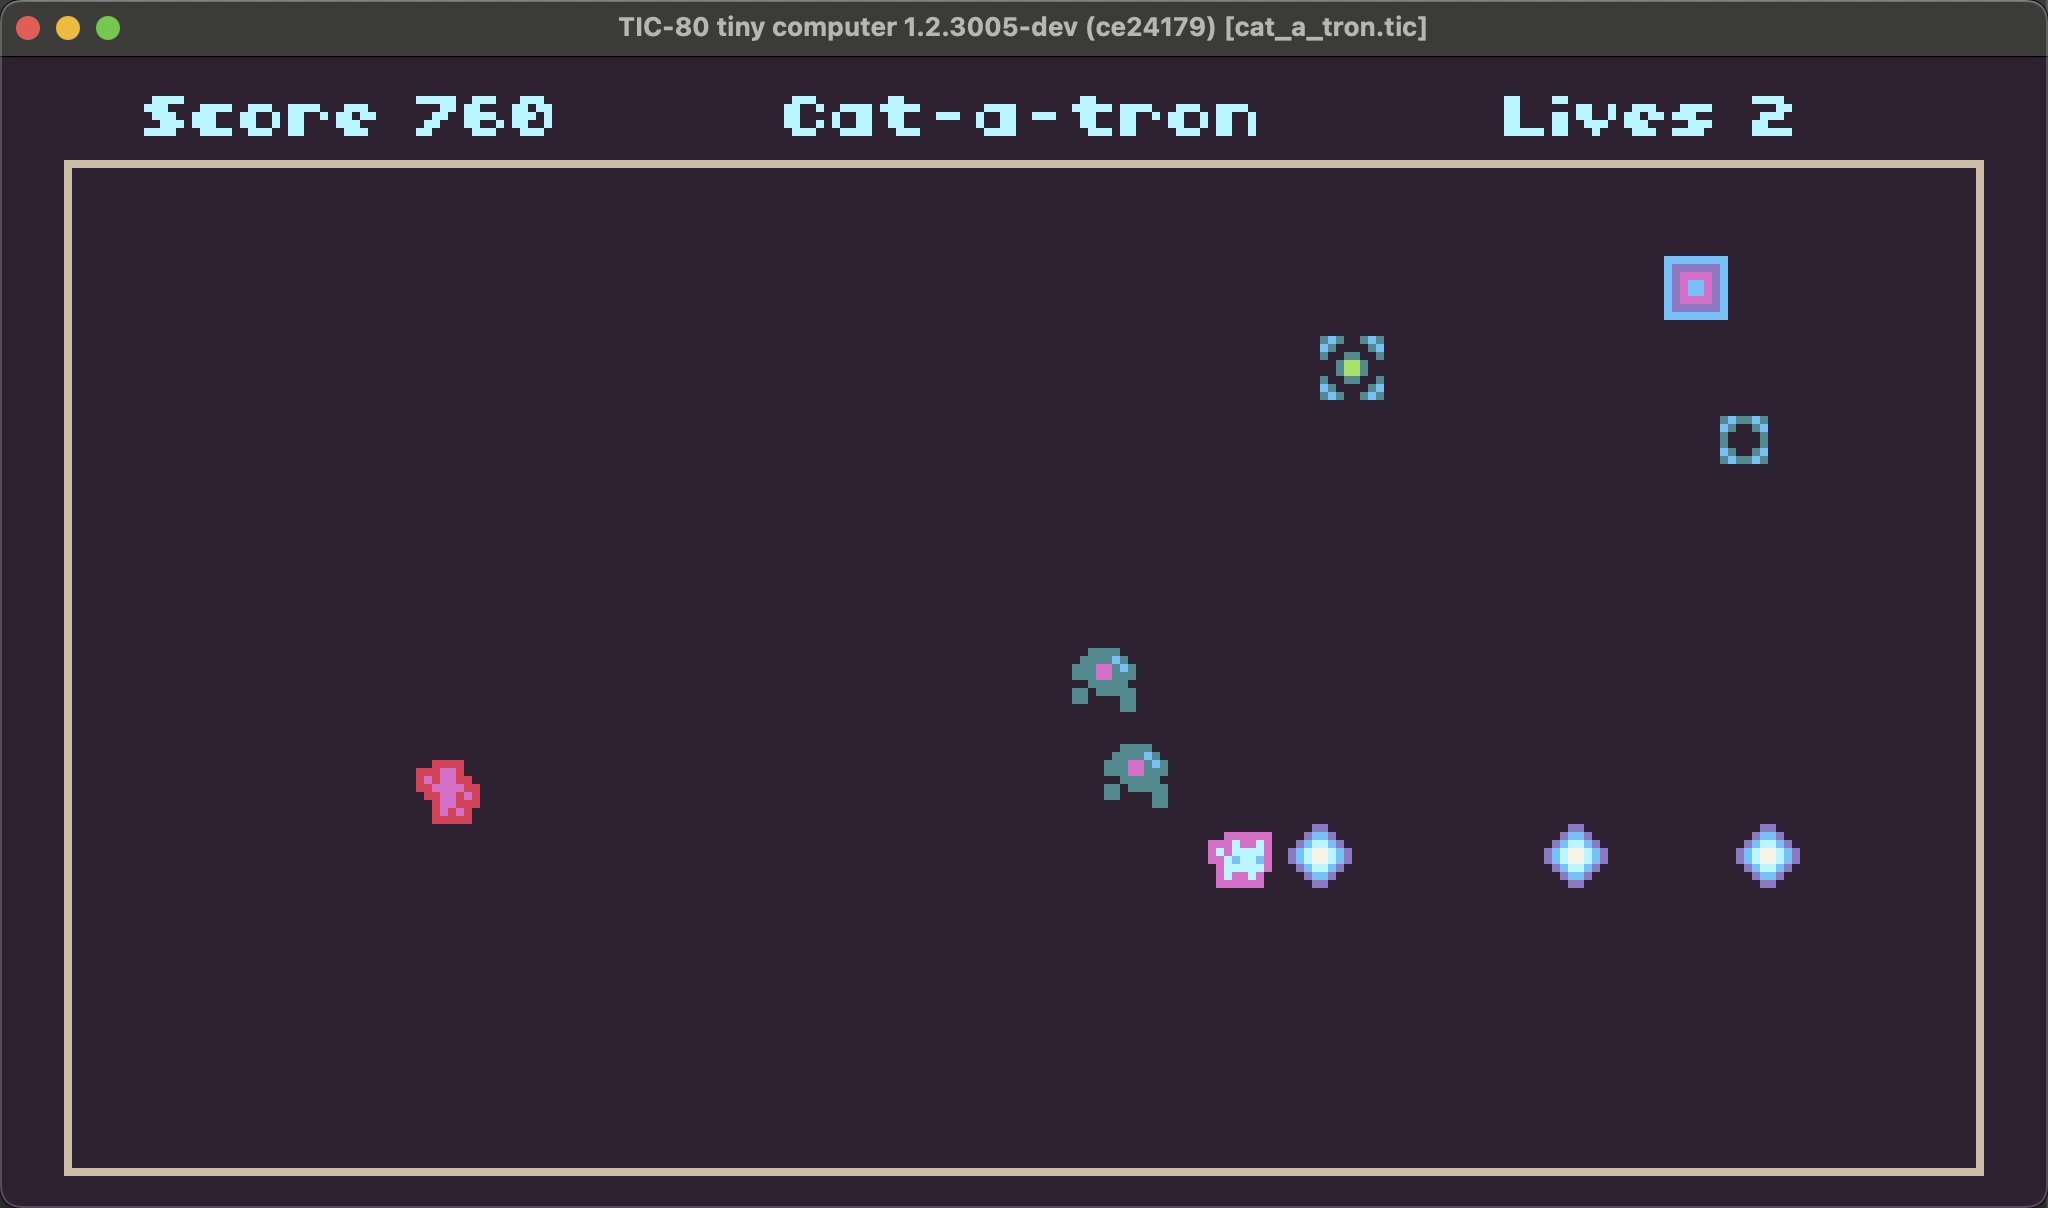 TIC-80 tiny computer 1.2.3005-dev (ce24179) [cat_a_tron.tic]
Score 760 Cat-a-tron Lives 2